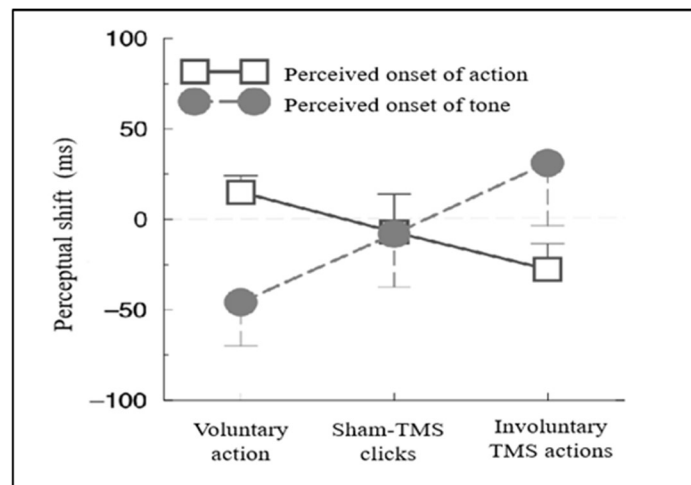 100
Perceived onset of action
Perceived onset of tone
50
0
−50
−100
Perceptual shift (ms)
Voluntary action
Sham-TMS clicks
Involuntary TMS actions